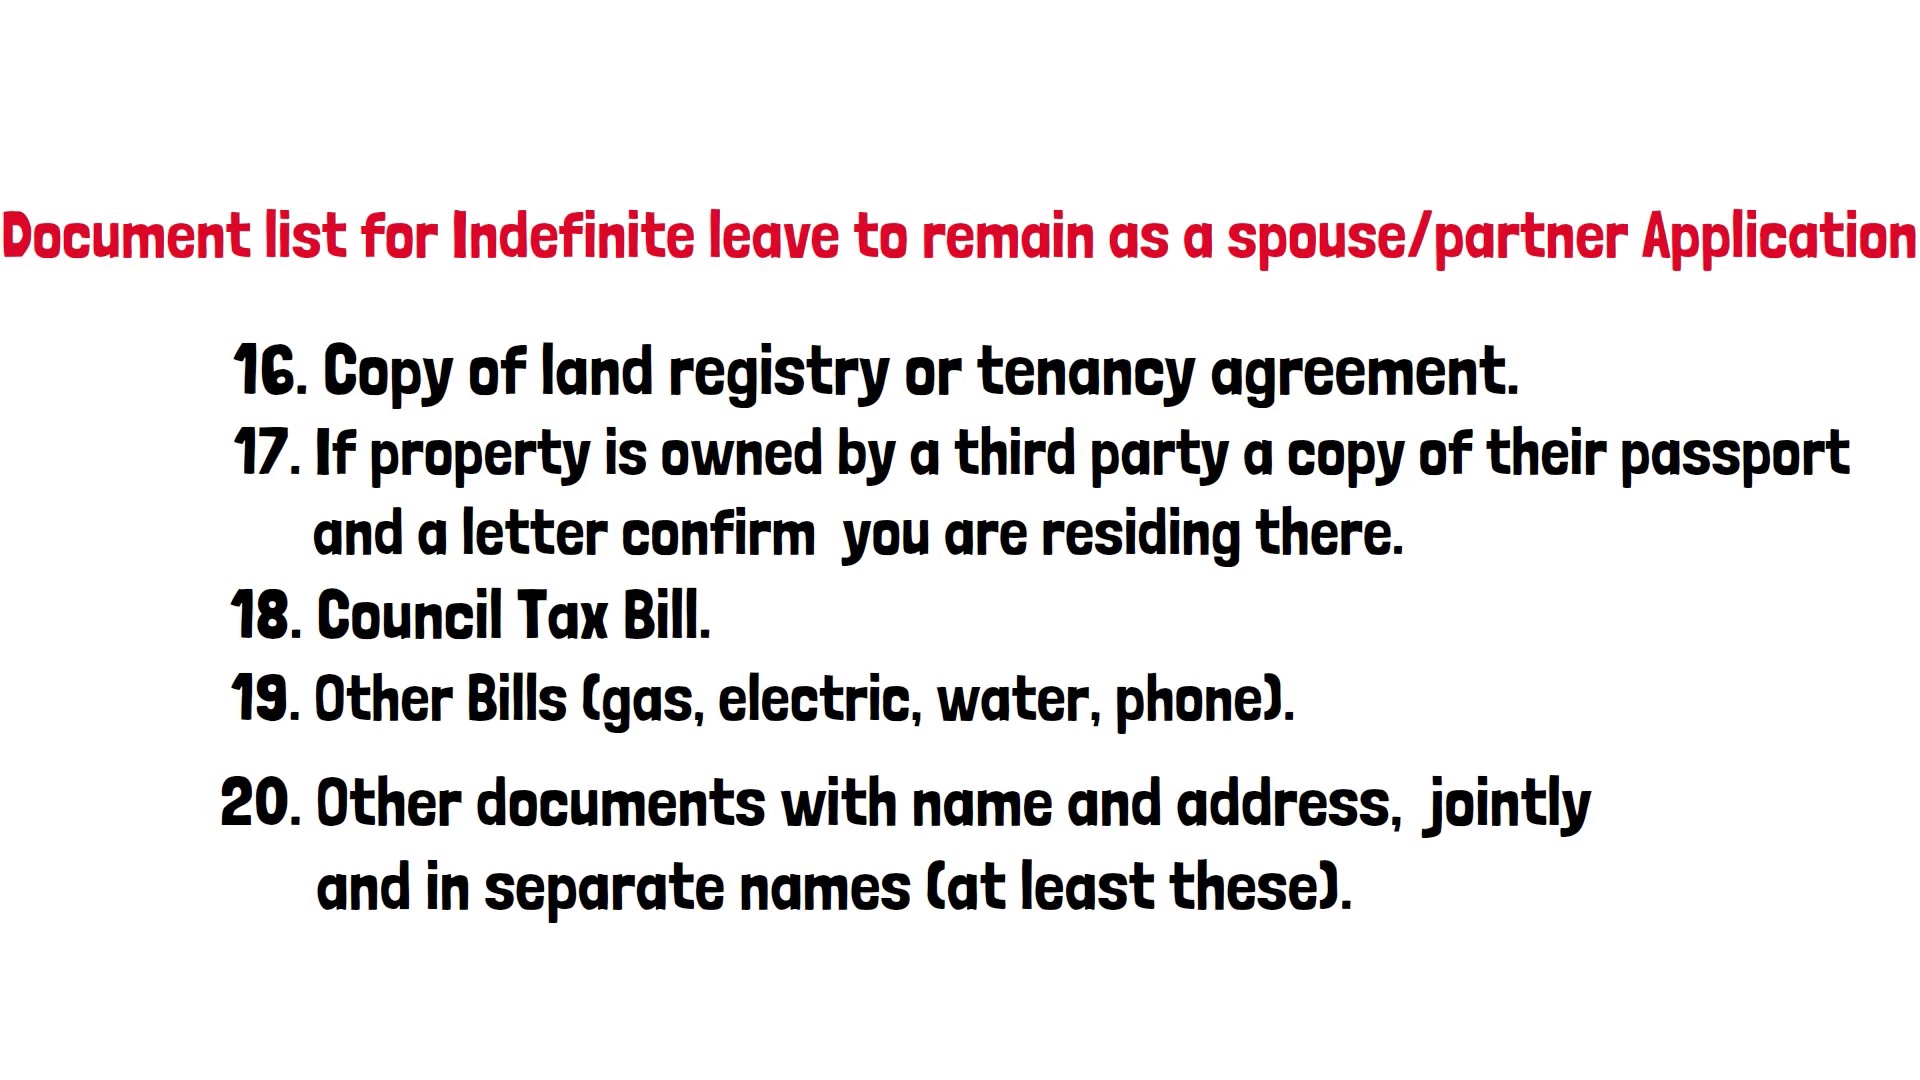 Document list for Indefinite leave to remain as a spouse/partner Application
16. Copy of land registry or tenancy agreement.
17. If property is owned by a third party a copy of their passport
and a letter confirm  you are residing there.
18. Council Tax Bill.
19. Other Bills (gas, electric, water, phone).
20. Other documents with name and address,  jointly
and in separate names (at least these).